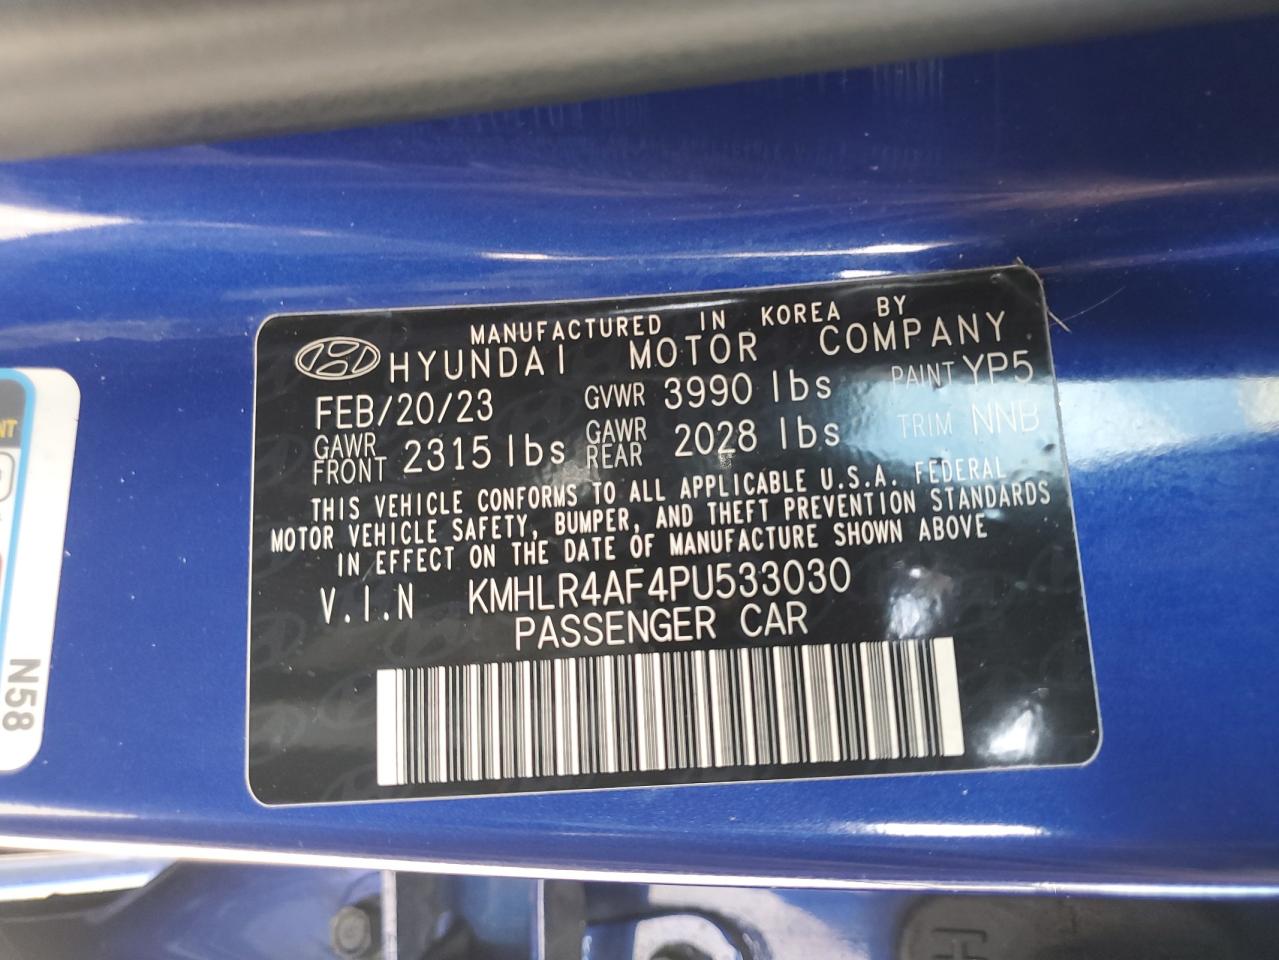 MANUFACTURED IN KOREA BY
HYUNDAI MOTOR COMPANY
FEB/20/23 GVWR 3990 lbs PAINT YP5
GAWR FRONT 2315 lbs GAWR REAR 2028 lbs TRIM NNB
THIS VEHICLE CONFORMS TO ALL APPLICABLE U.S.A. FEDERAL
MOTOR VEHICLE SAFETY, BUMPER, AND THEFT PREVENTION STANDARDS
IN EFFECT ON THE DATE OF MANUFACTURE SHOWN ABOVE
V.I.N KMHLR4AF4PU533030
PASSENGER CAR
NT
N58